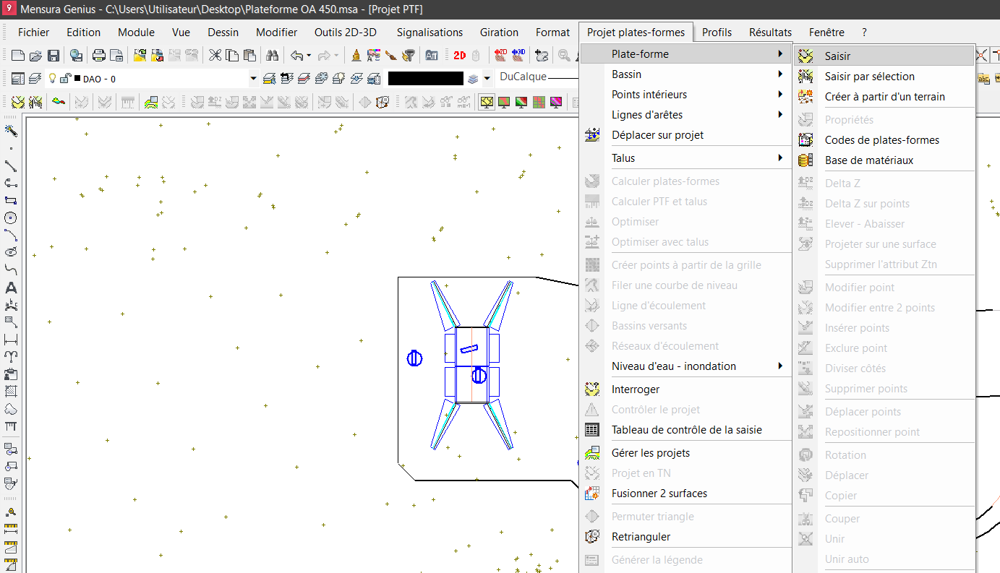 9 Mensura Genius - C:\Users\Utilisateur\Desktop\Plateforme OA 450.msa - [Projet PTF]
Fichier Edition Module Vue Dessin Modifier Outils 2D-3D Signalisations Giration Format Projet plates-formes Profils Résultats Fenêtre ?
Aff 2D 2D 3D
DAO - 0 DuCalque
Plate-forme
Bassin
Points intérieurs
Lignes d'arêtes
Déplacer sur projet
Talus
Calculer plates-formes
Calculer PTF et talus
Optimiser
Optimiser avec talus
Créer points à partir de la grille
Filer une courbe de niveau
Ligne d'écoulement
Bassins versants
Réseaux d'écoulement
Niveau d'eau - inondation
Interroger
Contrôler le projet
Tableau de contrôle de la saisie
Gérer les projets
Projet en TN
Fusionner 2 surfaces
Permuter triangle
Retrianguler
Générer la légende
Saisir
Saisir par sélection
Créer à partir d'un terrain
Propriétés
Codes de plates-formes
Base de matériaux
Delta Z
Delta Z sur points
Elever - Abaisser
Projeter sur une surface
Supprimer l'attribut Ztn
Modifier point
Modifier entre 2 points
Insérer points
Exclure point
Diviser côtés
Supprimer points
Déplacer points
Repositionner point
Rotation
Déplacer
Copier
Couper
Unir
Unir auto